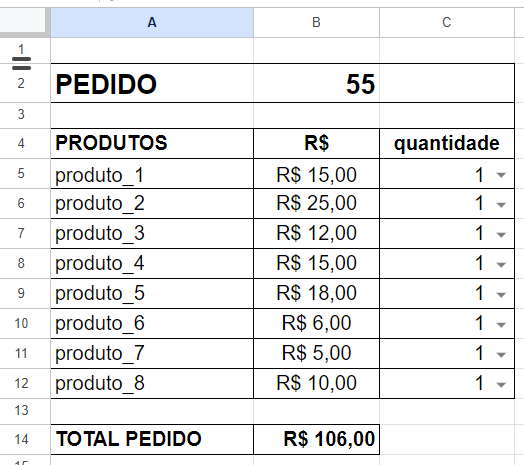 A B C
1
2 PEDIDO 55
3
4 PRODUTOS R$ quantidade
5 produto_1 R$ 15,00 1
6 produto_2 R$ 25,00 1
7 produto_3 R$ 12,00 1
8 produto_4 R$ 15,00 1
9 produto_5 R$ 18,00 1
10 produto_6 R$ 6,00 1
11 produto_7 R$ 5,00 1
12 produto_8 R$ 10,00 1
13
14 TOTAL PEDIDO R$ 106,00